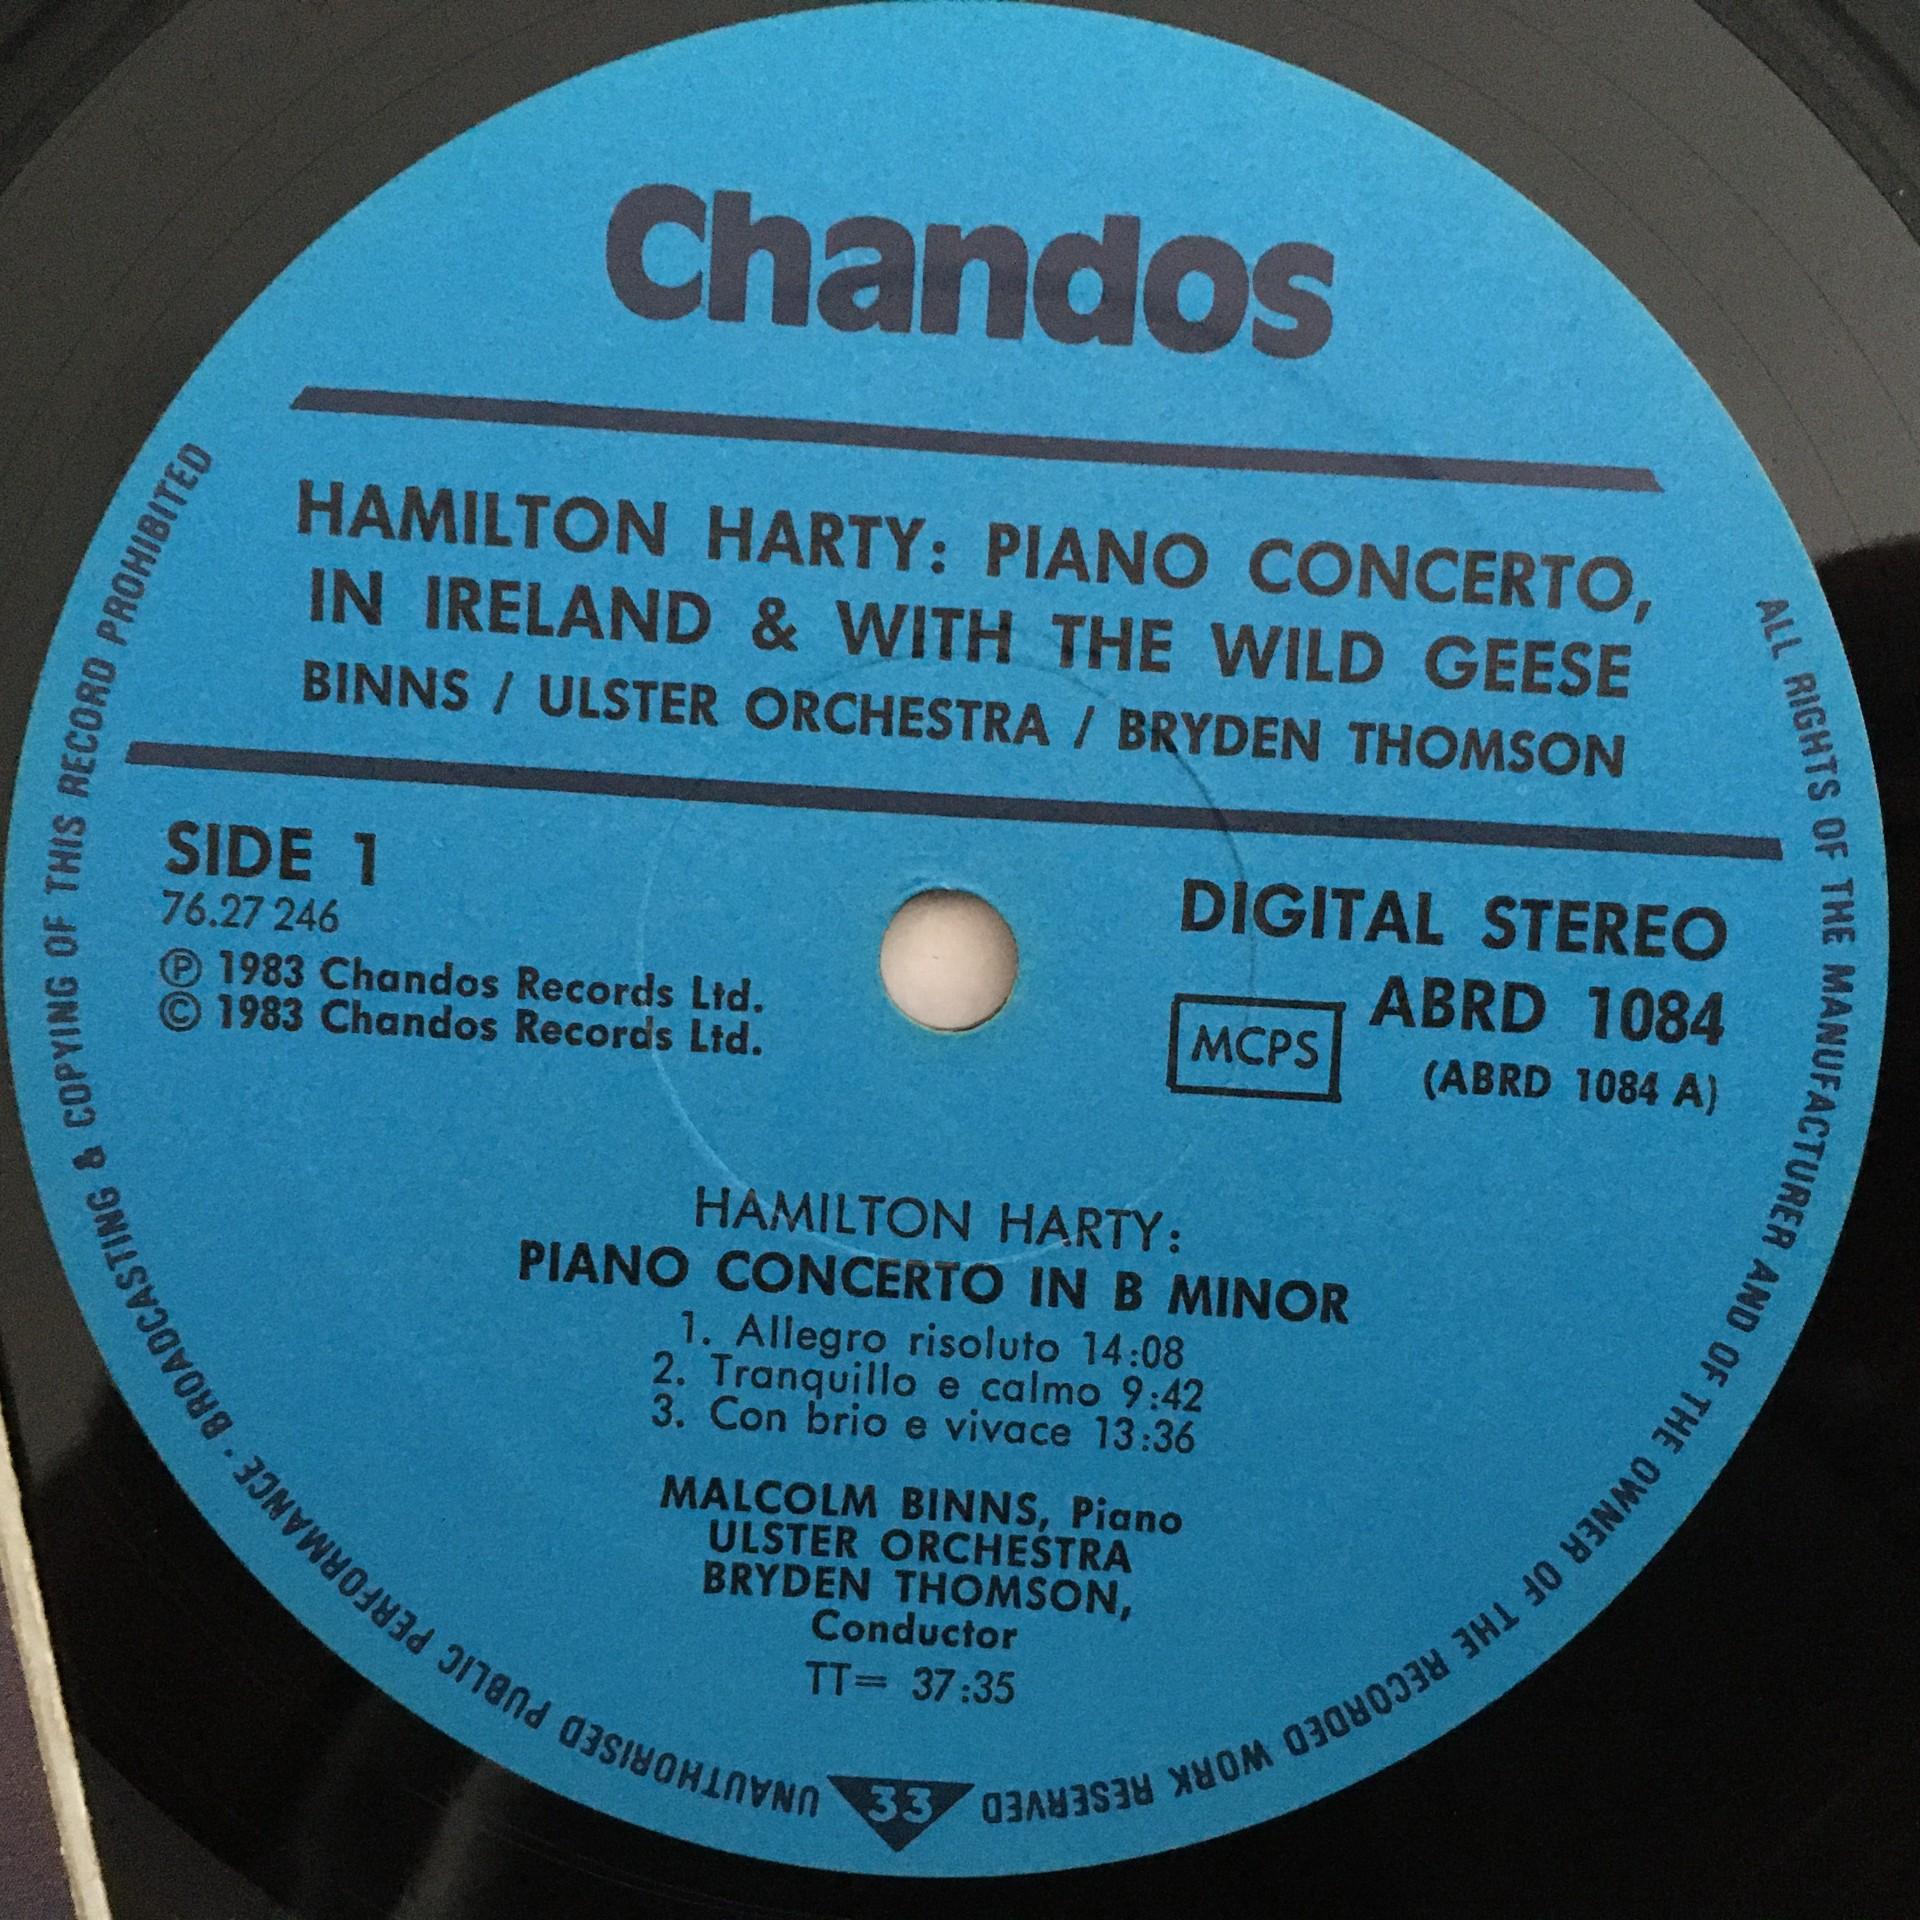 Chandos
HAMILTON HARTY: PIANO CONCERTO,
IN IRELAND & WITH THE WILD GEESE
BINNS / ULSTER ORCHESTRA / BRYDEN THOMSON
SIDE 1
76.27 246
℗ 1983 Chandos Records Ltd.
© 1983 Chandos Records Ltd.
DIGITAL STEREO
ABRD 1084
MCPS
(ABRD 1084 A)
HAMILTON HARTY:
PIANO CONCERTO IN B MINOR
1. Allegro risoluto 14:08
2. Tranquillo e calmo 9:42
3. Con brio e vivace 13:36
MALCOLM BINNS, Piano
ULSTER ORCHESTRA
BRYDEN THOMSON,
Conductor
TT= 37:35
33
ALL RIGHTS OF THE MANUFACTURER AND OF THE OWNER OF THE RECORDED WORK RESERVED
UNAUTHORISED PUBLIC PERFORMANCE · BROADCASTING & COPYING OF THIS RECORD PROHIBITED